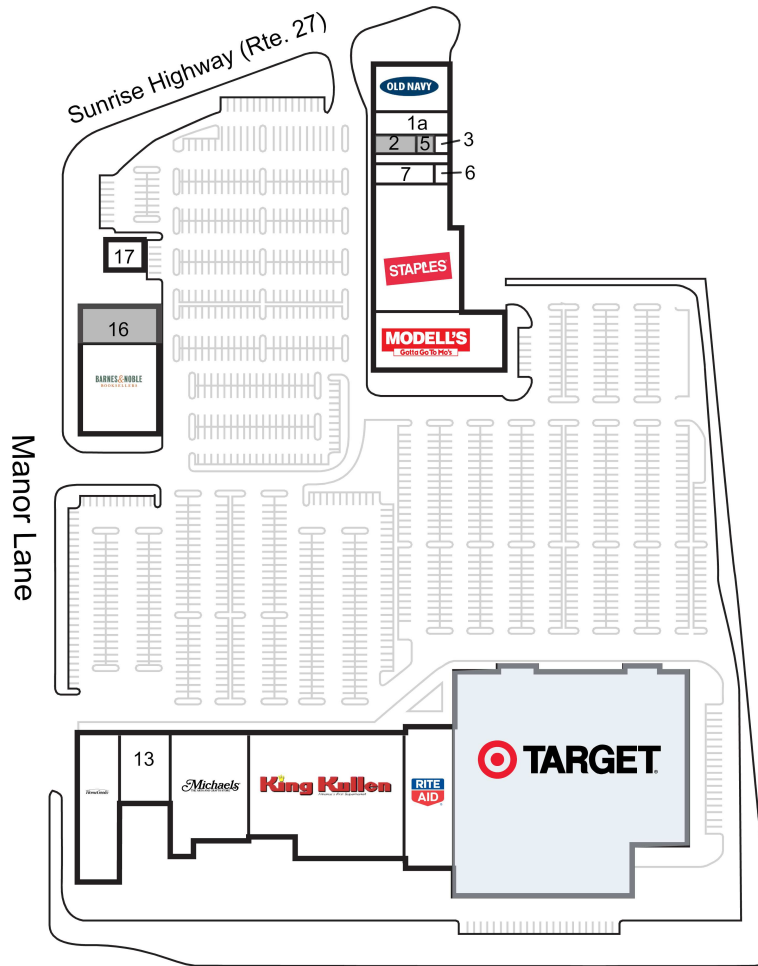 Sunrise Highway (Rte. 27)
OLD NAVY
1a
2
5
3
7
6
STAPLES
MODELL'S
Gotta Go To Mo's
17
16
BARNES&NOBLE
BOOKSELLERS
Manor Lane
13
Michaels
King Kullen
RITE
AID
TARGET